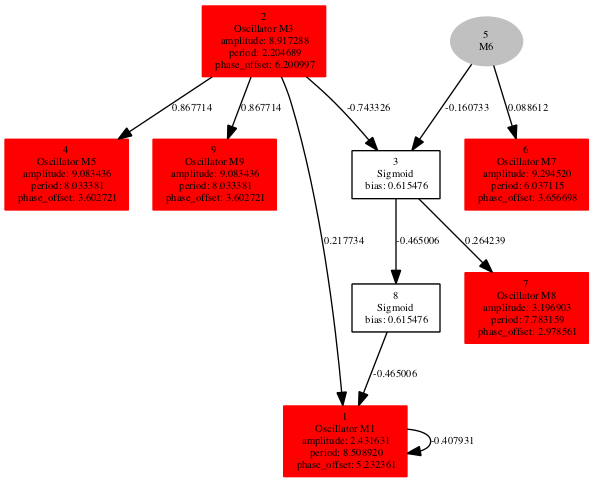 2
Oscillator M3
amplitude: 8.917288
period: 2.204689
phase_offset: 6.200997
5
M6
0.867714
0.867714
-0.743326
-0.160733
0.088612
4
Oscillator M5
amplitude: 9.083436
period: 8.033381
phase_offset: 3.602721
9
Oscillator M9
amplitude: 9.083436
period: 8.033381
phase_offset: 3.602721
3
Sigmoid
bias: 0.615476
6
Oscillator M7
amplitude: 9.294520
period: 6.037115
phase_offset: 3.656698
0.217734
-0.465006
0.264239
8
Sigmoid
bias: 0.615476
7
Oscillator M8
amplitude: 3.196903
period: 7.783159
phase_offset: 2.978561
-0.465006
1
Oscillator M1
amplitude: 2.431631
period: 8.508920
phase_offset: 5.232361
-0.407931